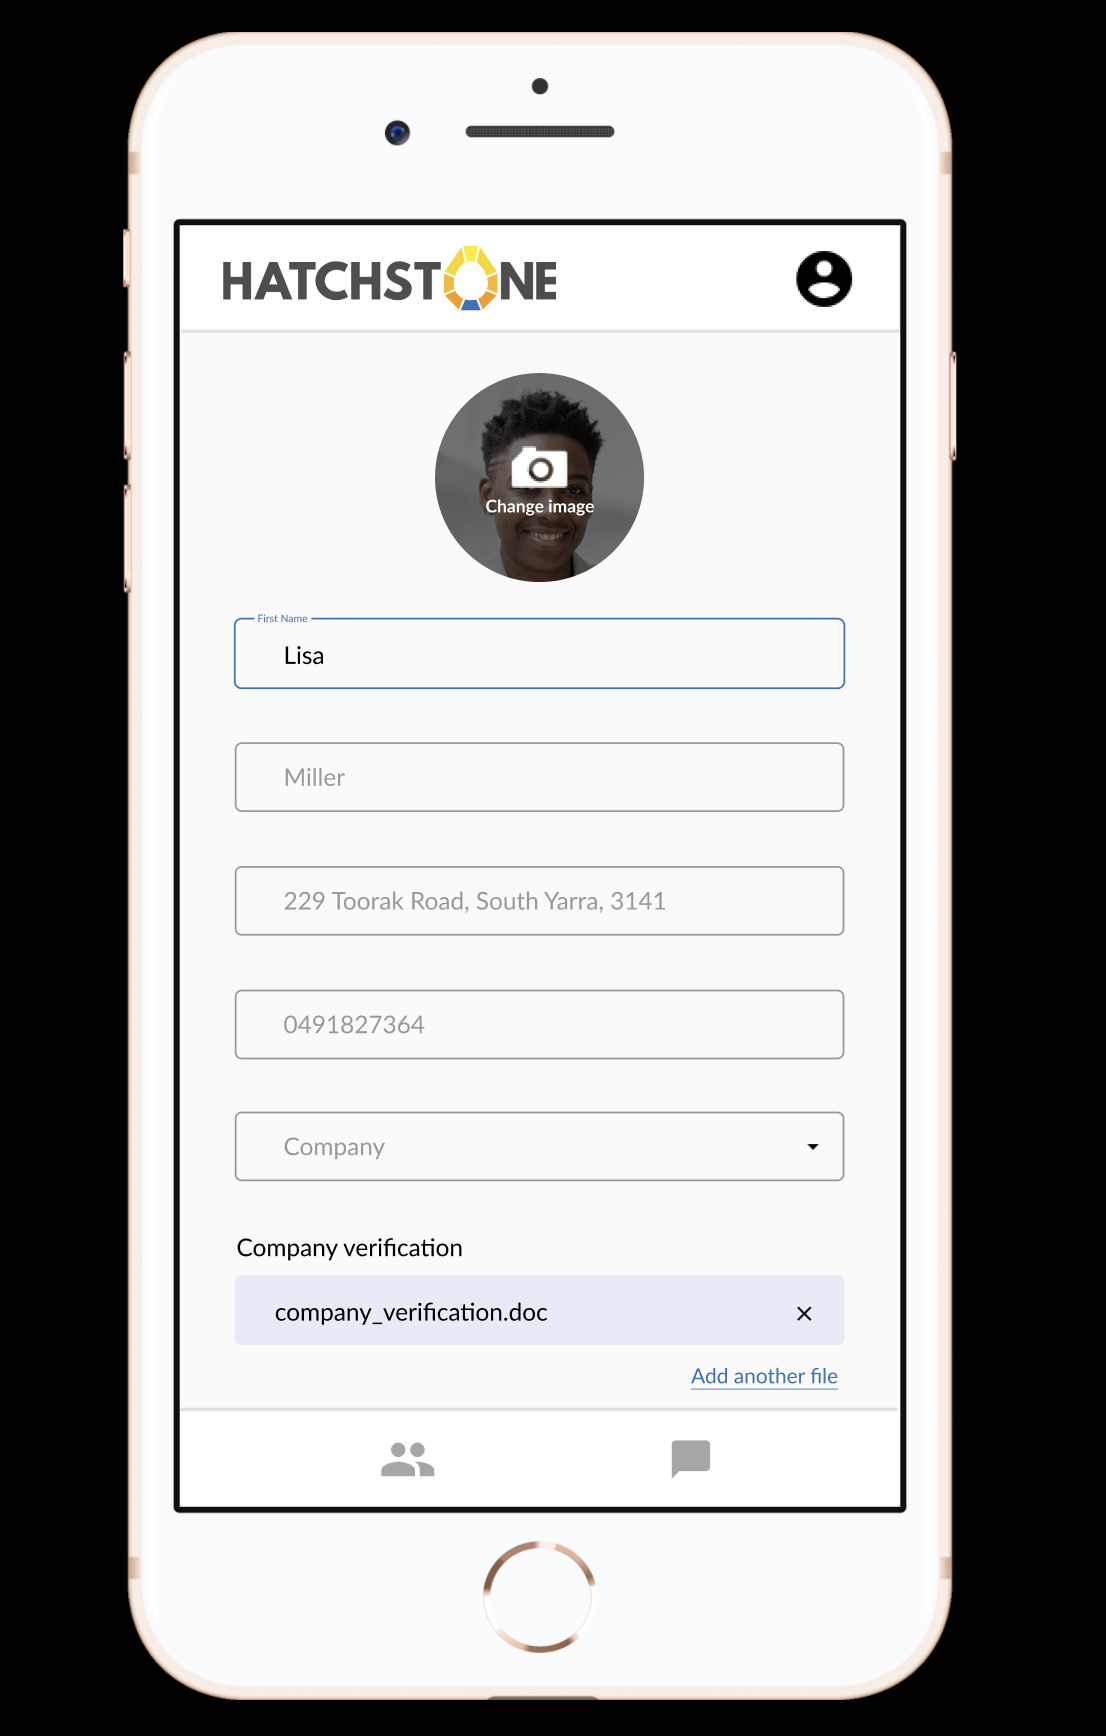 HATCHSTONE
Change image
First Name
Lisa
Miller
229 Toorak Road, South Yarra, 3141
0491827364
Company
Company verification
company_verification.doc
Add another file